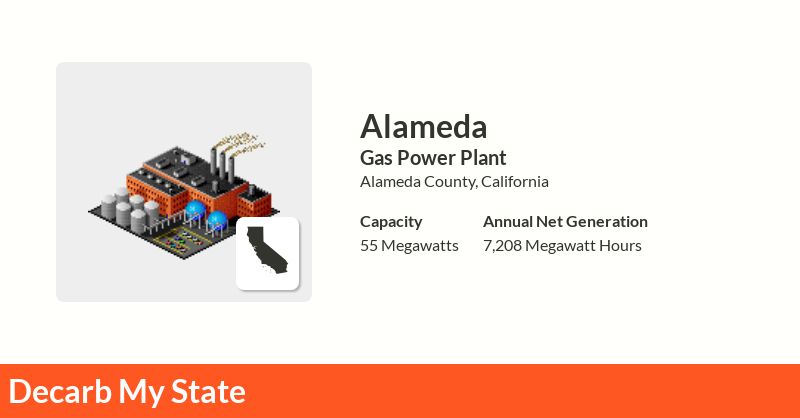 Alameda
Gas Power Plant
Alameda County, California
Capacity
55 Megawatts
Annual Net Generation
7,208 Megawatt Hours
Decarb My State